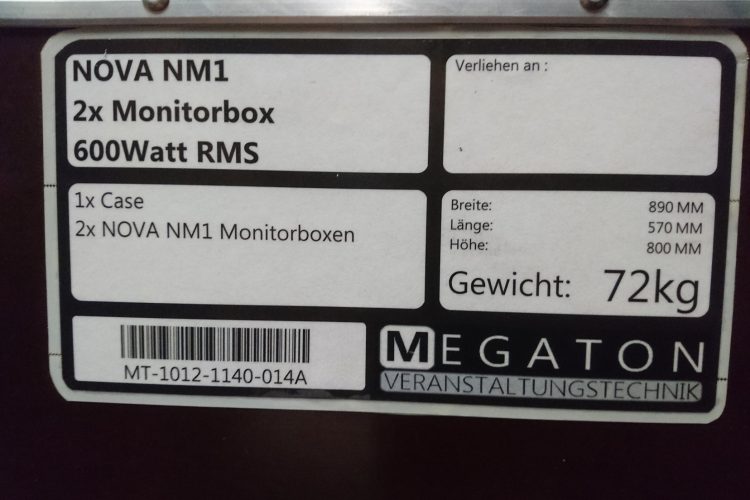 NOVA NM1
2x Monitorbox
600Watt RMS
Verliehen an :
1x Case
2x NOVA NM1 Monitorboxen
Breite: 890 MM
Länge: 570 MM
Höhe: 800 MM
Gewicht: 72kg
MT-1012-1140-014A
MEGATON
VERANSTALTUNGSTECHNIK